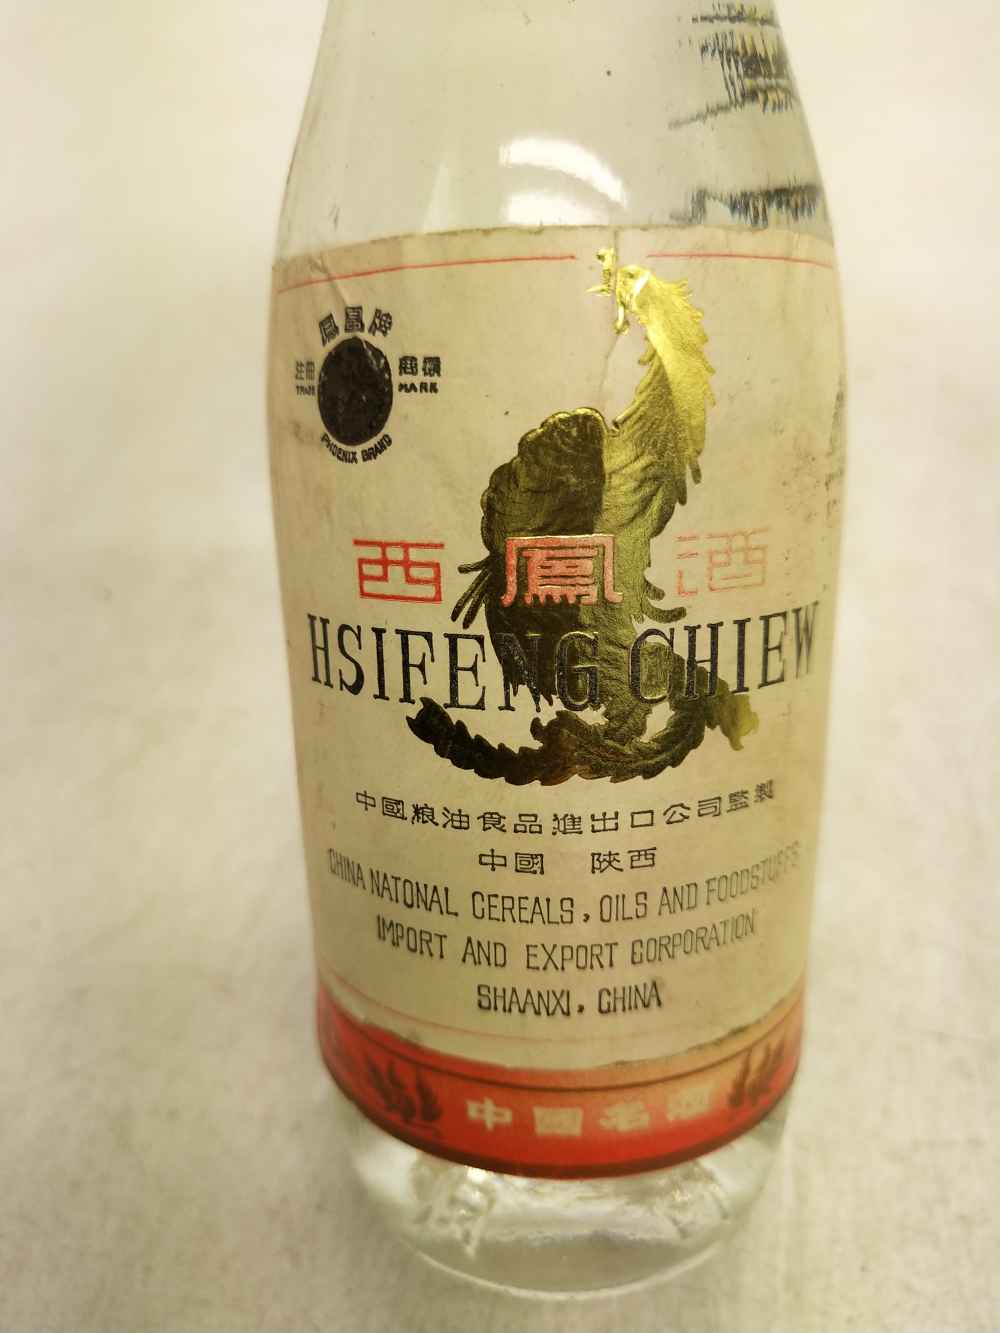 鳳凰牌
註冊 商標
TRADE MARK
PHOENIX BRAND
西鳳酒
HSIFENG CHIEW
中國粮油食品進出口公司監製
中國 陝西
CHINA NATONAL CEREALS, OILS AND FOODSTUFFS
IMPORT AND EXPORT CORPORATION
SHAANXI, CHINA
中國名酒